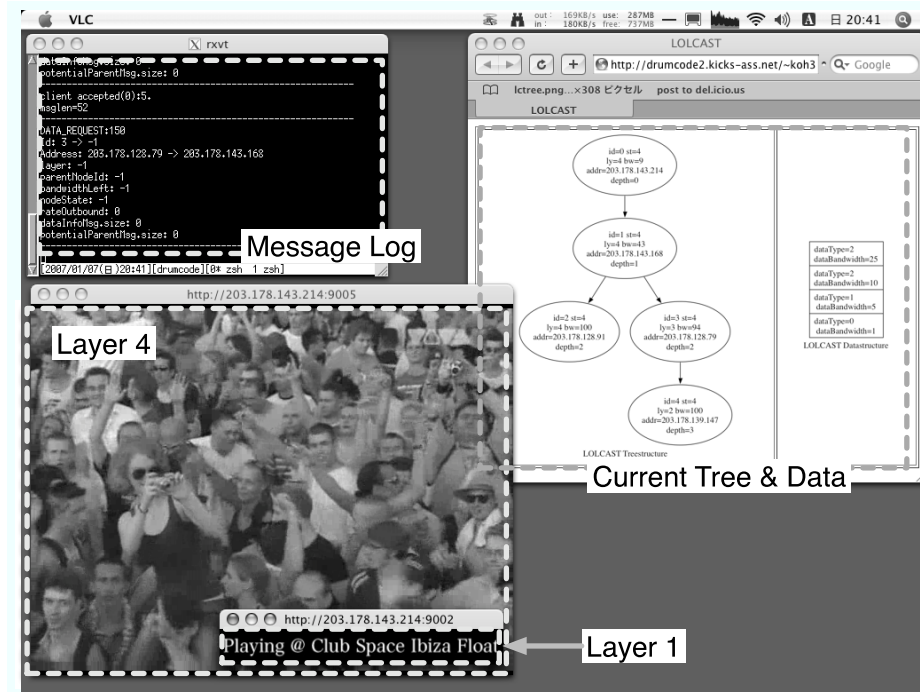 VLC
out: 169KB/s use: 287MB
in: 180KB/s free: 737MB
日 20:41
rxvt
dataInfoMsg.size: 0
potentialParentMsg.size: 0
client accepted(0):5.
msglen=52
DATA_REQUEST:150
Id: 3 -> -1
Address: 203.178.128.79 -> 203.178.143.168
layer: -1
parentNodeId: -1
bandwidthLeft: -1
nodeState: -1
rateOutbound: 0
dataInfoMsg.size: 0
potentialParentMsg.size: 0
[2007/01/07(日)20:41][drumcode][0* zsh 1 zsh]
Message Log
LOLCAST
http://drumcode2.kicks-ass.net/~koh3
Google
lctree.png...×308 ピクセル post to del.icio.us
LOLCAST
id=0 st=4
ly=4 bw=9
addr=203.178.143.214
depth=0
id=1 st=4
ly=4 bw=43
addr=203.178.143.168
depth=1
id=2 st=4
ly=4 bw=100
addr=203.178.128.91
depth=2
id=3 st=4
ly=3 bw=94
addr=203.178.128.79
depth=2
id=4 st=4
ly=2 bw=100
addr=203.178.139.147
depth=3
LOLCAST Treestructure
dataType=2
dataBandwidth=25
dataType=2
dataBandwidth=10
dataType=1
dataBandwidth=5
dataType=0
dataBandwidth=1
LOLCAST Datastructure
Current Tree & Data
http://203.178.143.214:9005
Layer 4
http://203.178.143.214:9002
Playing @ Club Space Ibiza Float
Layer 1